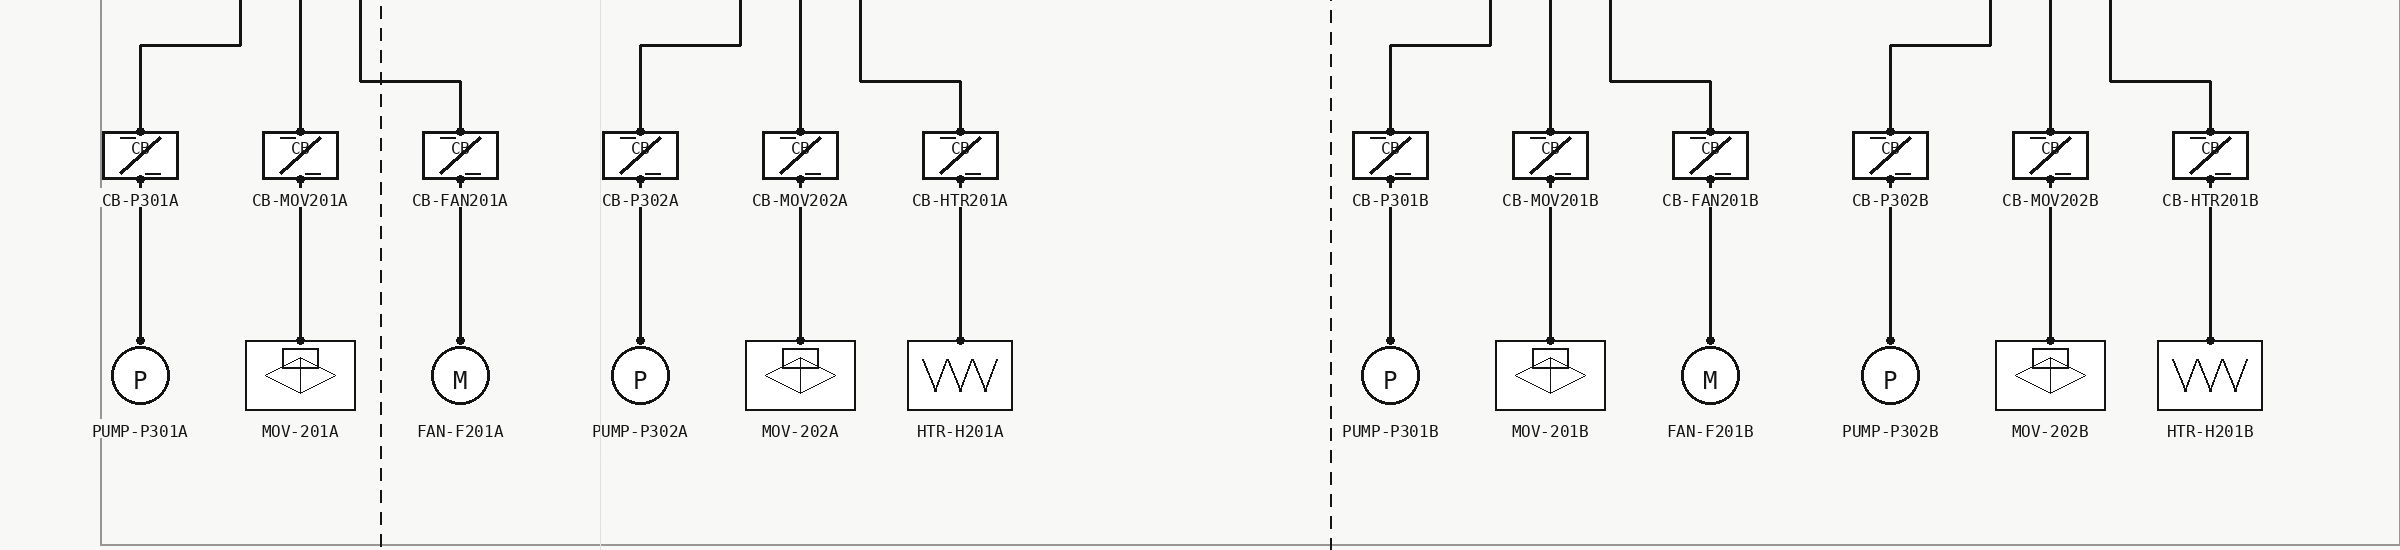 CB CB CB CB CB CB CB CB CB CB CB CB
CB-P301A CB-MOV201A CB-FAN201A CB-P302A CB-MOV202A CB-HTR201A CB-P301B CB-MOV201B CB-FAN201B CB-P302B CB-MOV202B CB-HTR201B
P M P P M P
PUMP-P301A MOV-201A FAN-F201A PUMP-P302A MOV-202A HTR-H201A PUMP-P301B MOV-201B FAN-F201B PUMP-P302B MOV-202B HTR-H201B